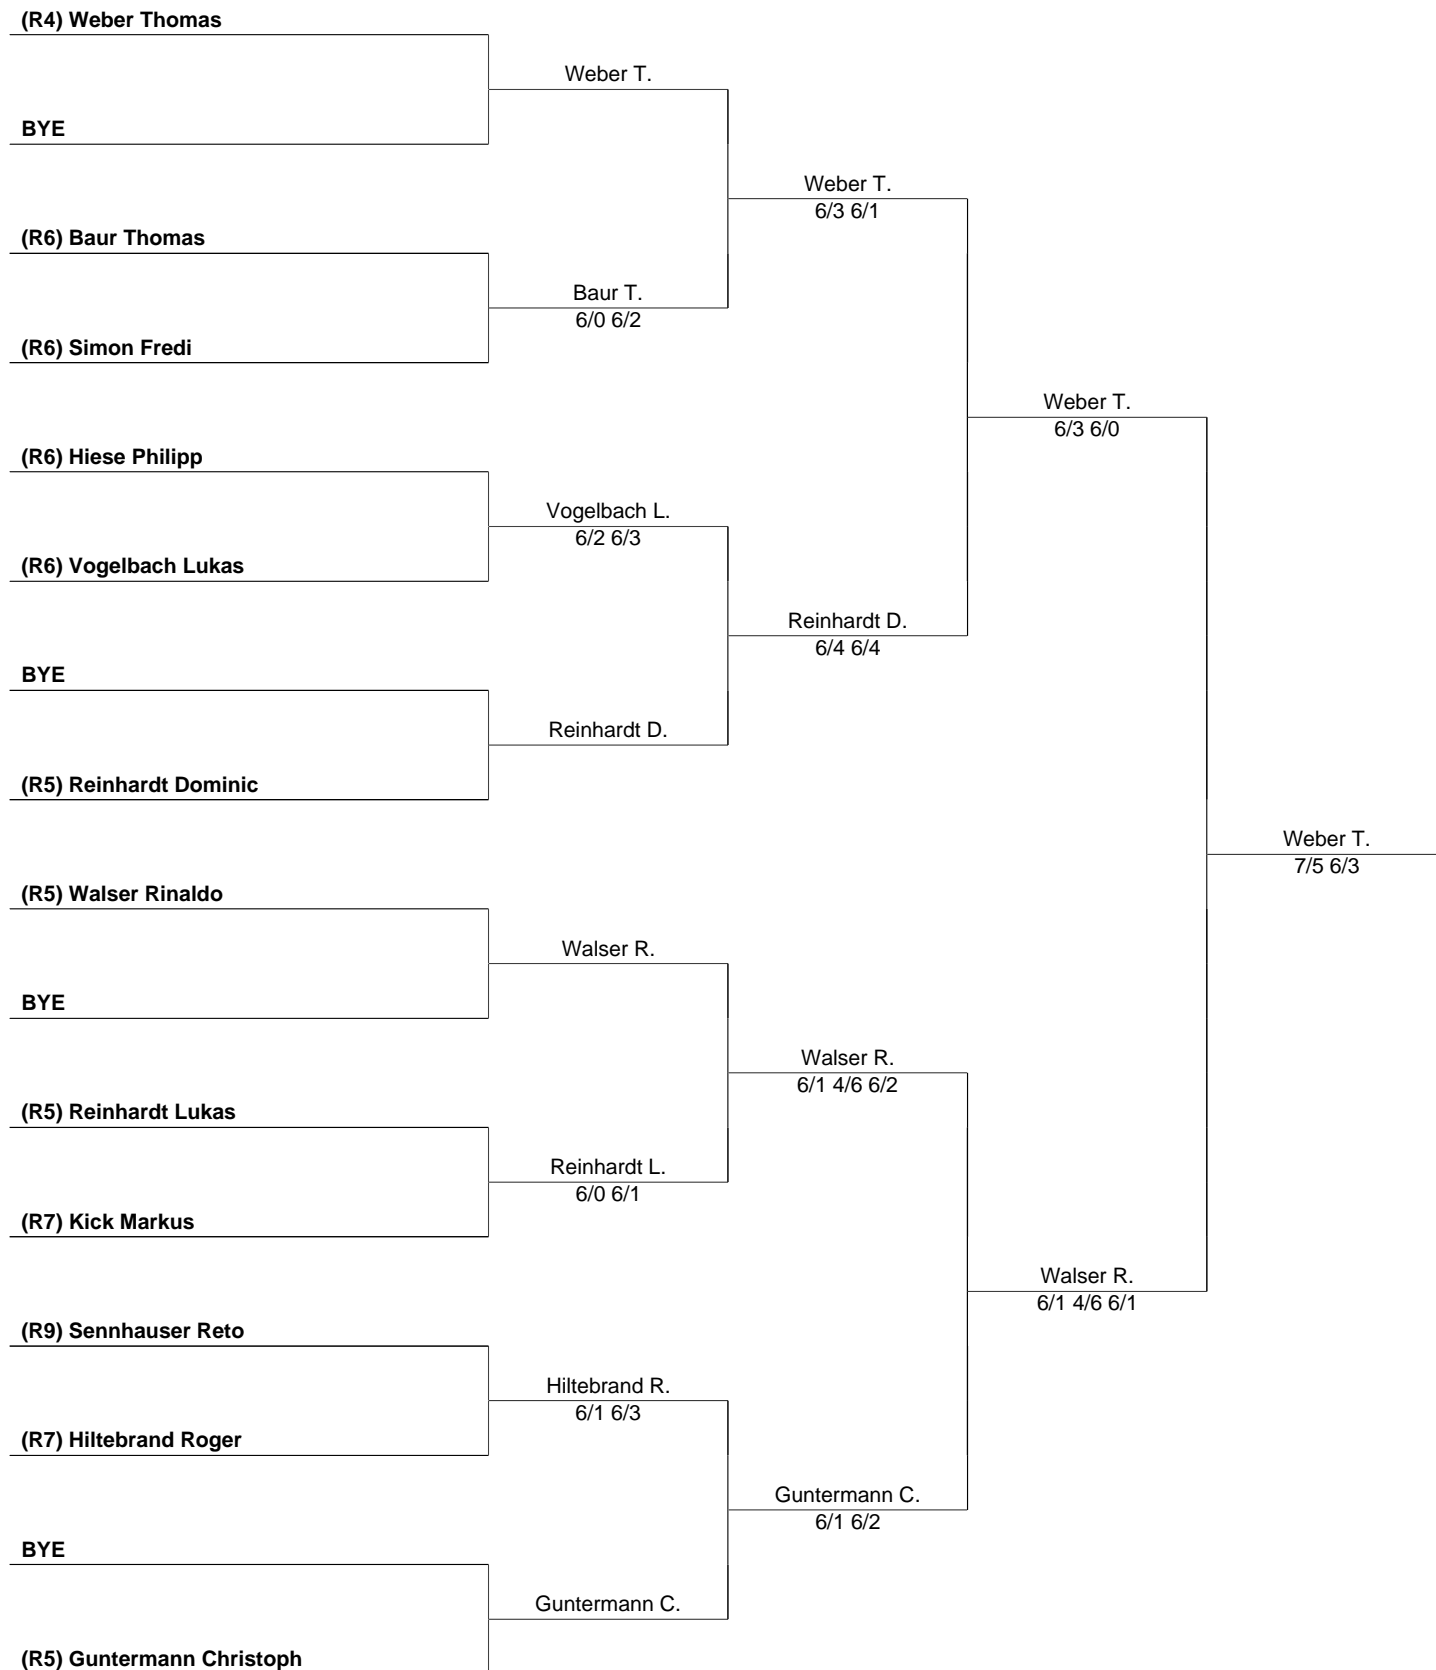 (R4) Weber Thomas
Weber T.
BYE
Weber T.
6/3 6/1
(R6) Baur Thomas
Baur T.
6/0 6/2
(R6) Simon Fredi
Weber T.
6/3 6/0
(R6) Hiese Philipp
Vogelbach L.
6/2 6/3
(R6) Vogelbach Lukas
Reinhardt D.
6/4 6/4
BYE
Reinhardt D.
(R5) Reinhardt Dominic
Weber T.
7/5 6/3
(R5) Walser Rinaldo
Walser R.
BYE
Walser R.
6/1 4/6 6/2
(R5) Reinhardt Lukas
Reinhardt L.
6/0 6/1
(R7) Kick Markus
Walser R.
6/1 4/6 6/1
(R9) Sennhauser Reto
Hiltebrand R.
6/1 6/3
(R7) Hiltebrand Roger
Guntermann C.
6/1 6/2
BYE
Guntermann C.
(R5) Guntermann Christoph